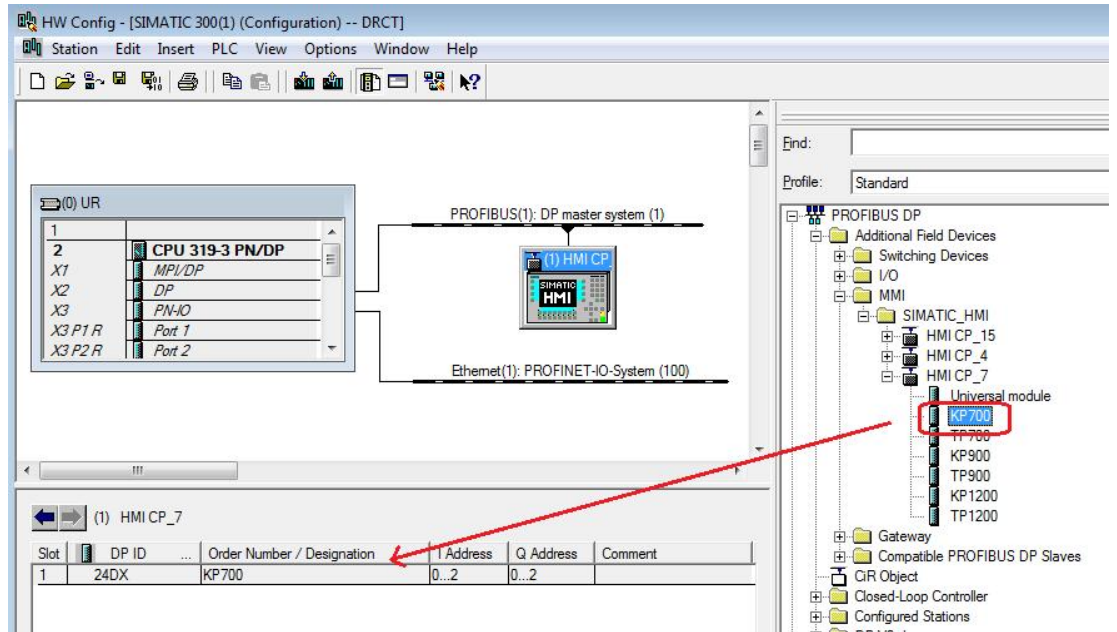 HW Config - [SIMATIC 300(1) (Configuration) -- DRCT]
Station Edit Insert PLC View Options Window Help
Find:
Profile: Standard
(0) UR
1
2 CPU 319-3 PN/DP
X1 MPI/DP
X2 DP
X3 PN-IO
X3 P1 R Port 1
X3 P2 R Port 2
PROFIBUS(1): DP master system (1)
(1) HMI CP
SIMATIC
HMI
Ethernet(1): PROFINET-IO-System (100)
PROFIBUS DP
Additional Field Devices
Switching Devices
I/O
MMI
SIMATIC_HMI
HMI CP_15
HMI CP_4
HMI CP_7
Universal module
KP700
TP700
KP900
TP900
KP1200
TP1200
Gateway
Compatible PROFIBUS DP Slaves
CiR Object
Closed-Loop Controller
Configured Stations
(1) HMI CP_7
Slot DP ID ... Order Number / Designation I Address Q Address Comment
1 24DX KP700 0...2 0...2